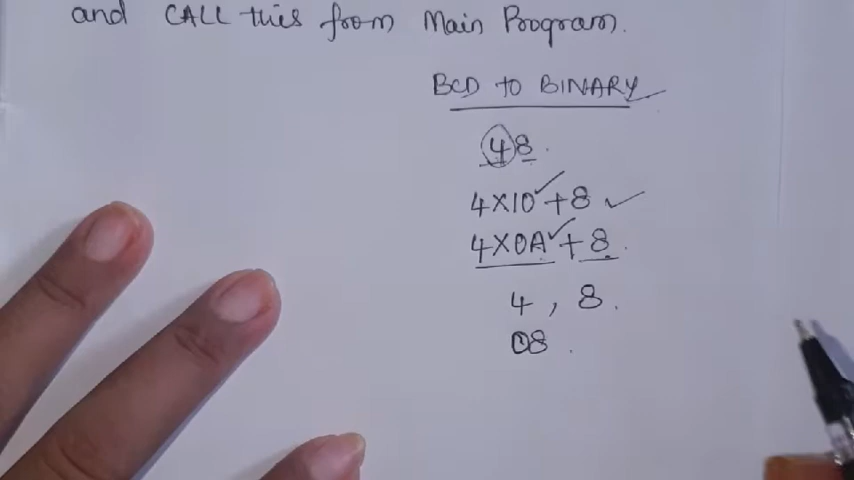 and CALL this from Main Program.
BCD to BINARY
48.
4X10+8
4X0A+8.
4, 8.
08.